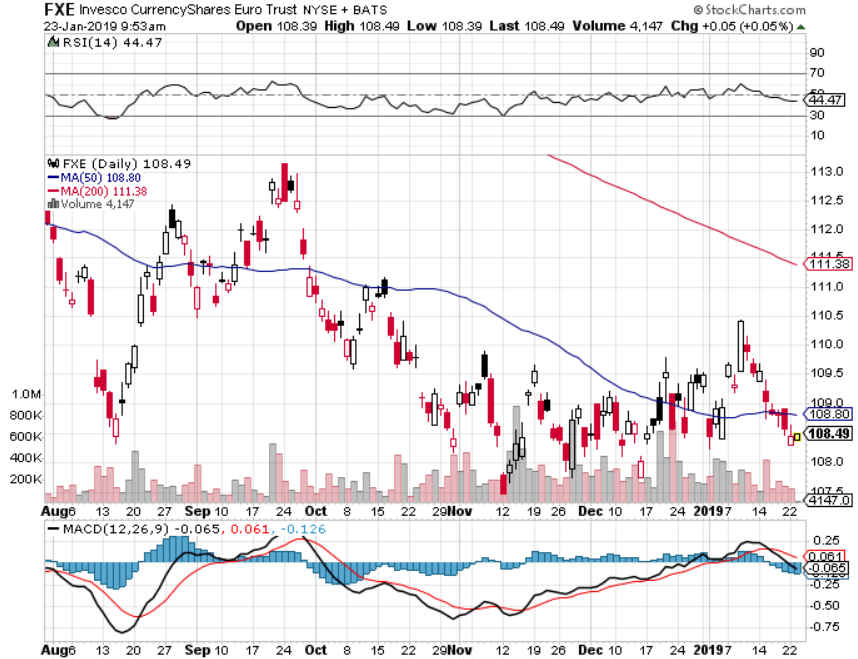 FXE Invesco CurrencyShares Euro Trust NYSE + BATS © StockCharts.com
23-Jan-2019 9:53am Open 108.39 High 108.49 Low 108.39 Last 108.49 Volume 4,147 Chg +0.05 (+0.05%)
RSI(14) 44.47
90
70
50
44.47
30
10
FXE (Daily) 108.49
MA(50) 108.80
MA(200) 111.38
Volume 4,147
113.0
112.5
112.0
111.5
111.38
111.0
110.5
110.0
109.5
109.0
108.80
108.49
108.0
107.5
4147.0
1.0M
800K
600K
400K
200K
Aug 6 13 20 27 Sep 10 17 24 Oct 8 15 22 29 Nov 12 19 26 Dec 10 17 24 2019 7 14 22
MACD(12,26,9) -0.065, 0.061, -0.126
0.25
0.061
-0.065
-0.25
-0.50
-0.75
Aug 6 13 20 27 Sep 10 17 24 Oct 8 15 22 29 Nov 12 19 26 Dec 10 17 24 2019 7 14 22